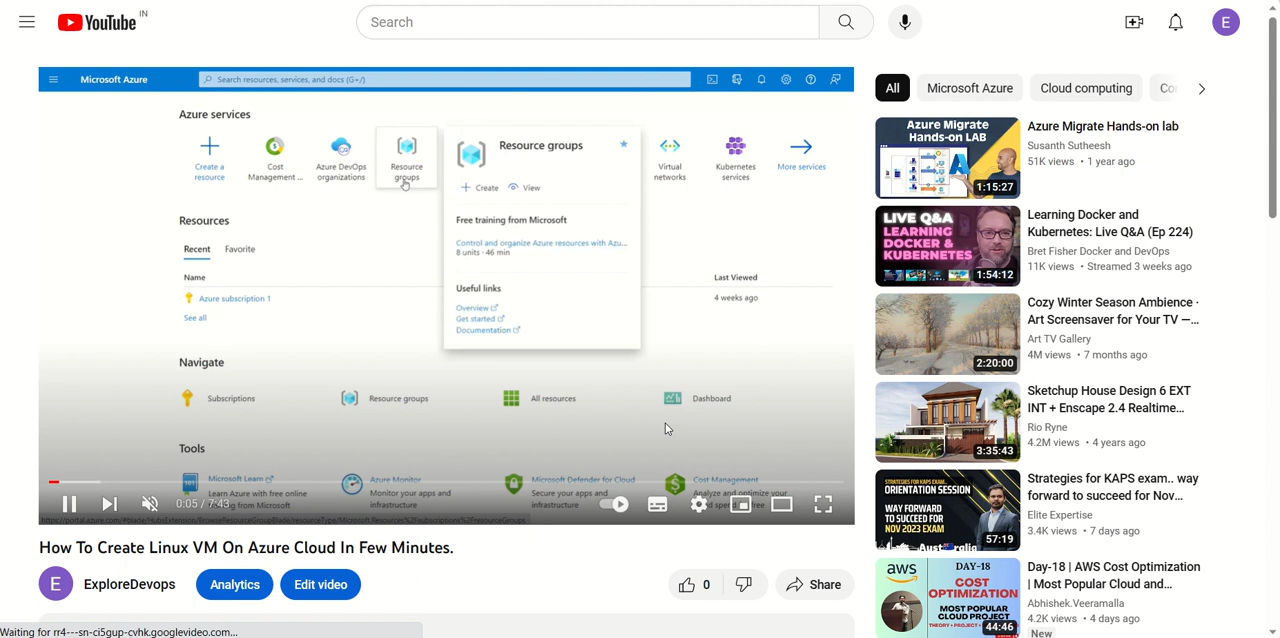 YouTube IN
Search
E
Microsoft Azure
Search resources, services, and docs (G+/)
Azure services
Create a resource
Cost Management ...
Azure DevOps organizations
Resource groups
Resource groups
Create View
Free training from Microsoft
Control and organize Azure resources with Azu...
8 units · 46 min
Useful links
Overview
Get started
Documentation
Virtual networks
Kubernetes services
More services
Resources
Recent Favorite
Name
Last Viewed
Azure subscription 1
4 weeks ago
See all
Navigate
Subscriptions
Resource groups
All resources
Dashboard
Tools
Microsoft Learn
Learn Azure with free online training from Microsoft
Azure Monitor
Monitor your apps and infrastructure
Microsoft Defender for Cloud
Secure your apps and infrastructure
Cost Management
Analyze and optimize your
0:05 / 7:43
How To Create Linux VM On Azure Cloud In Few Minutes.
E ExploreDevops
Analytics
Edit video
0
Share
Waiting for rr4---sn-ci5gup-cvhk.googlevideo.com...
All
Microsoft Azure
Cloud computing
Azure Migrate
Hands-on LAB
1:15:27
Azure Migrate Hands-on lab
Susanth Sutheesh
51K views • 1 year ago
LIVE Q&A
LEARNING
DOCKER &
KUBERNETES
1:54:12
Learning Docker and
Kubernetes: Live Q&A (Ep 224)
Bret Fisher Docker and DevOps
11K views • Streamed 3 weeks ago
2:20:00
Cozy Winter Season Ambience ·
Art Screensaver for Your TV —...
Art TV Gallery
4M views • 7 months ago
3:35:43
Sketchup House Design 6 EXT
INT + Enscape 2.4 Realtime...
Rio Ryne
4.2M views • 4 years ago
STRATEGIES FOR KAPS EXAM..
ORIENTATION SESSION
WAY FORWARD
TO SUCCEED FOR
NOV 2023 EXAM
57:19
Strategies for KAPS exam.. way
forward to succeed for Nov...
Elite Expertise
3.4K views • 7 days ago
aws
DAY-18
COST
OPTIMIZATION
MOST POPULAR
CLOUD PROJECT
44:46
Day-18 | AWS Cost Optimization
| Most Popular Cloud and...
Abhishek.Veeramalla
4.2K views • 4 days ago
New